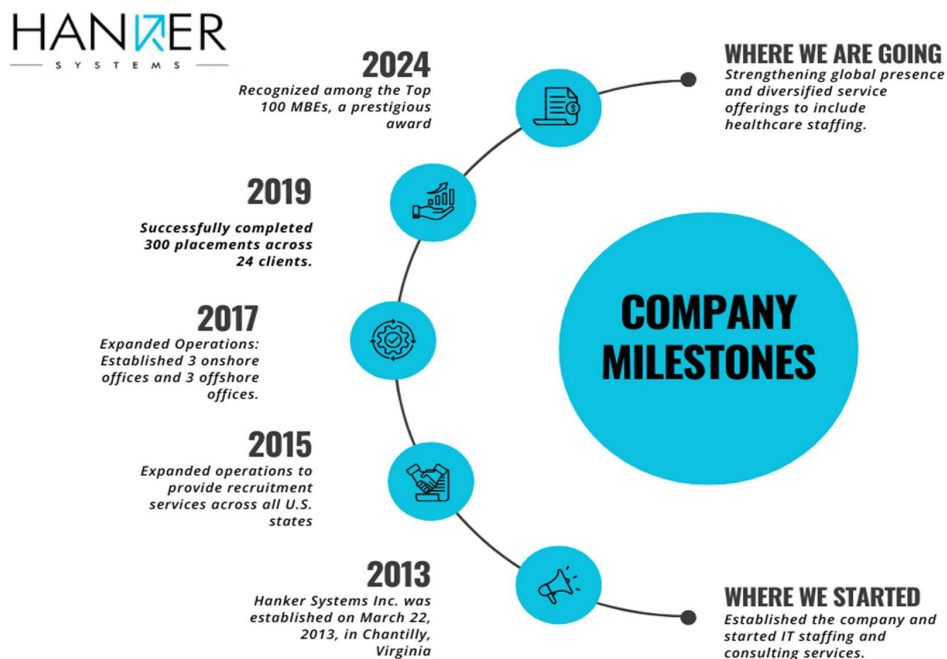 HANKER
SYSTEMS
2024
Recognized among the Top
100 MBEs, a prestigious
award
2019
Successfully completed
300 placements across
24 clients.
2017
Expanded Operations:
Established 3 onshore
offices and 3 offshore
offices.
2015
Expanded operations to
provide recruitment
services across all U.S.
states
2013
Hanker Systems Inc. was
established on March 22,
2013, in Chantilly,
Virginia
WHERE WE ARE GOING
Strengthening global presence
and diversified service
offerings to include
healthcare staffing.
COMPANY
MILESTONES
WHERE WE STARTED
Established the company and
started IT staffing and
consulting services.